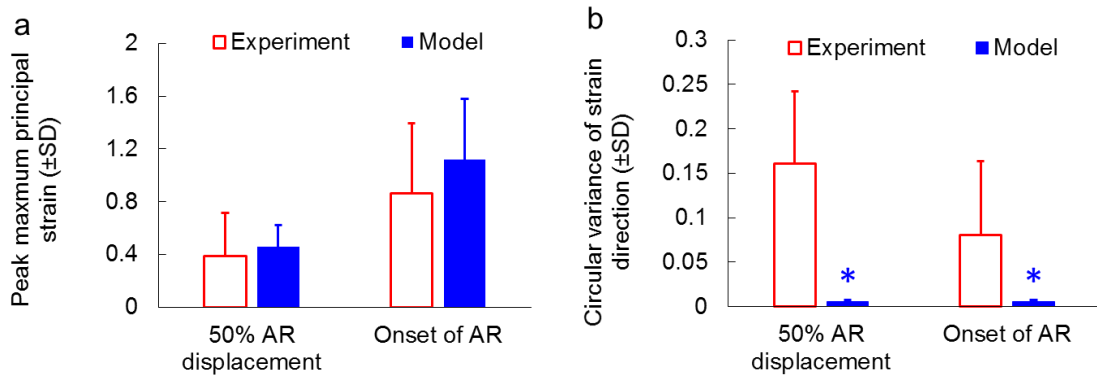 a
Peak maxmum principal
strain (±SD)
2
1.6
1.2
0.8
0.4
0
Experiment
Model
50% AR
displacement
Onset of AR
b
Circular variance of strain
direction (±SD)
0.3
0.25
0.2
0.15
0.1
0.05
0
Experiment
Model
*
*
50% AR
displacement
Onset of AR